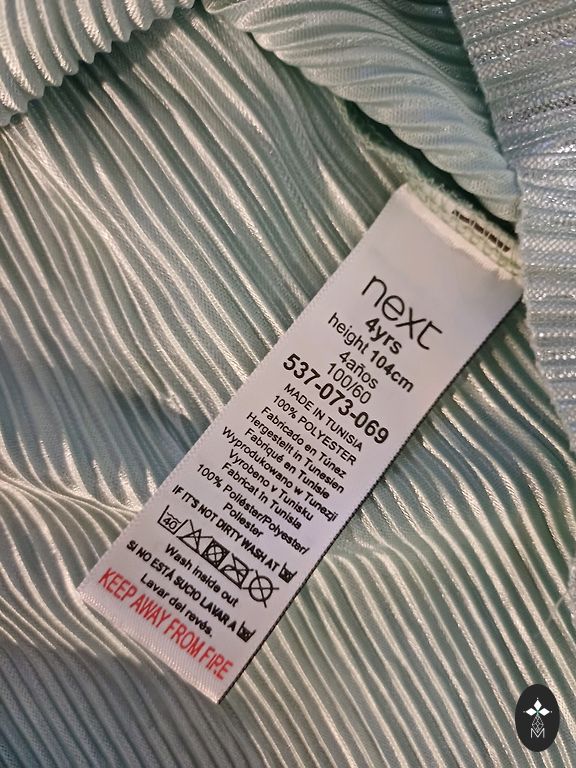 next
4yrs
height 104cm
4años
100/60
537-073-069
MADE IN TUNISIA
100% POLYESTER
Fabricado en Túnez
Hergestellt in Tunesien
Fabriqué en Tunisie
Wyprodukowano w Tunezji
Vyrobeno v Tunisku
Fabricat în Tunisia
100% Poliéster/Polyester/
Poliester
IF IT'S NOT DIRTY WASH AT
40
Wash inside out
SI NO ESTÁ SUCIO LAVAR A
Lavar del revés.
KEEP AWAY FROM FIRE
M